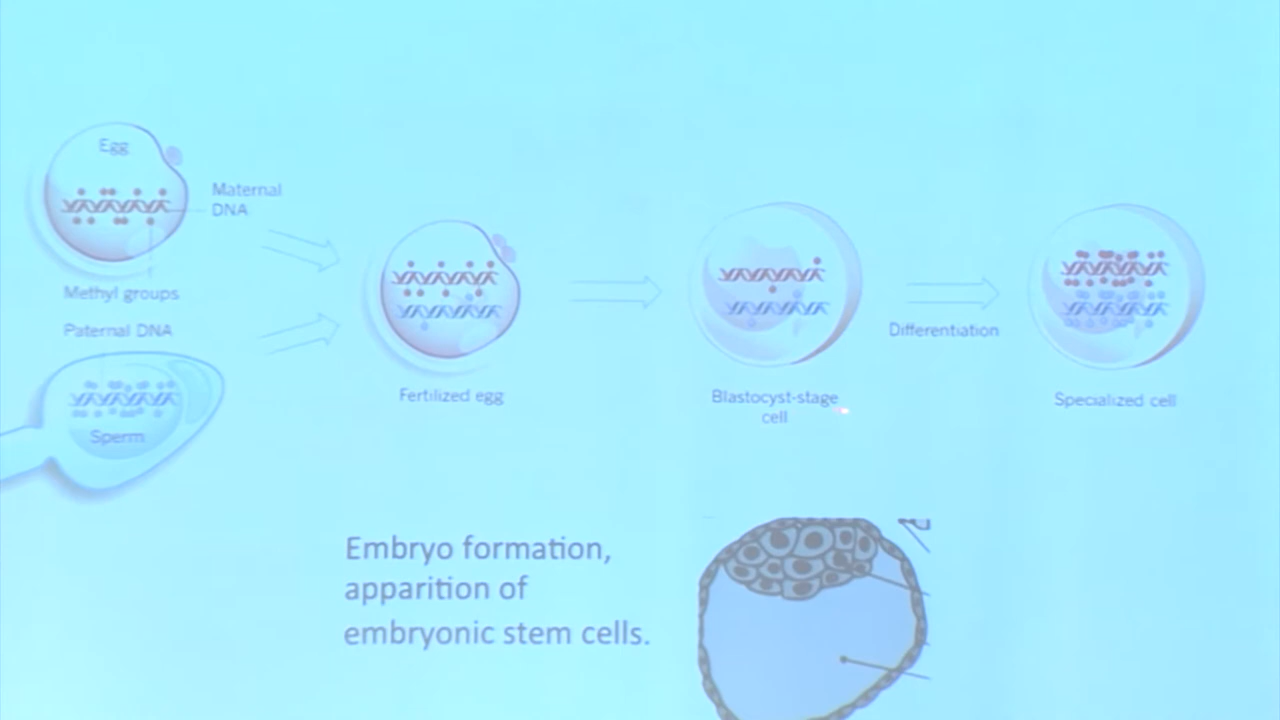 Egg
Maternal
DNA
Methyl groups
Paternal DNA
Sperm
Fertilized egg
Blastocyst-stage
cell
Differentiation
Specialized cell
Embryo formation,
apparition of
embryonic stem cells.